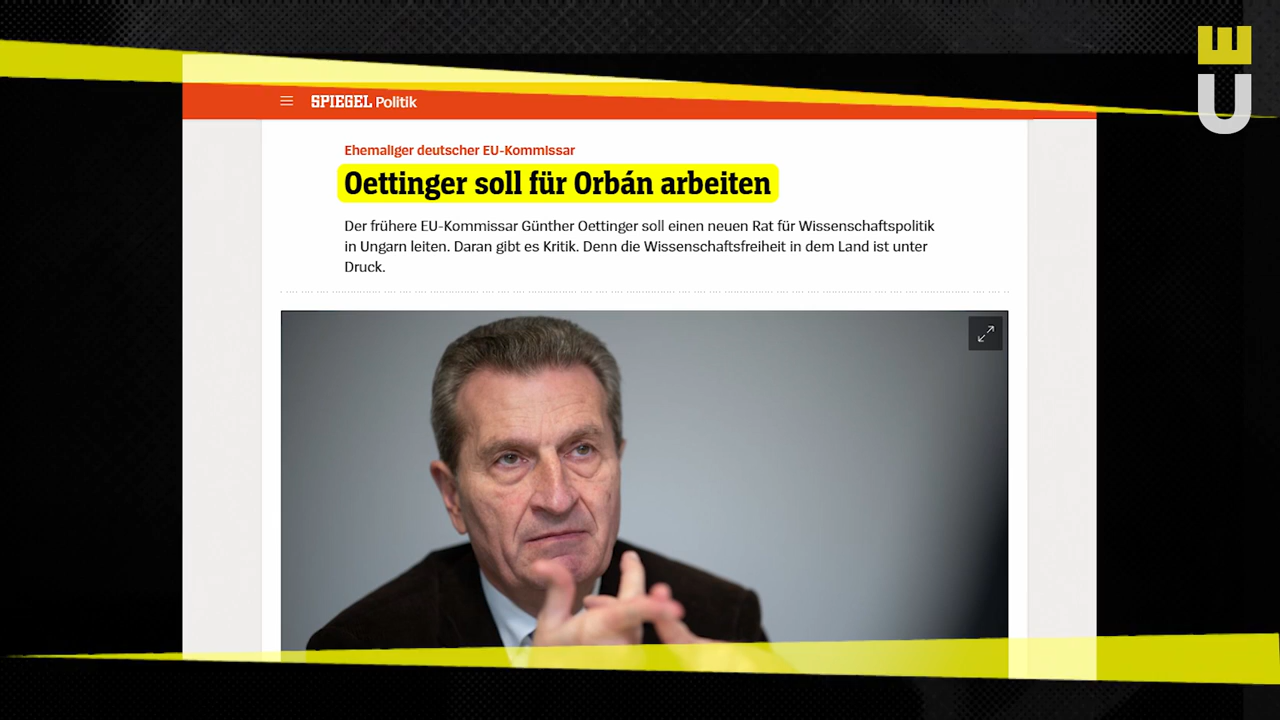 SPIEGEL Politik
Ehemaliger deutscher EU-Kommissar
Oettinger soll für Orbán arbeiten
Der frühere EU-Kommissar Günther Oettinger soll einen neuen Rat für Wissenschaftspolitik
in Ungarn leiten. Daran gibt es Kritik. Denn die Wissenschaftsfreiheit in dem Land ist unter
Druck.
EU